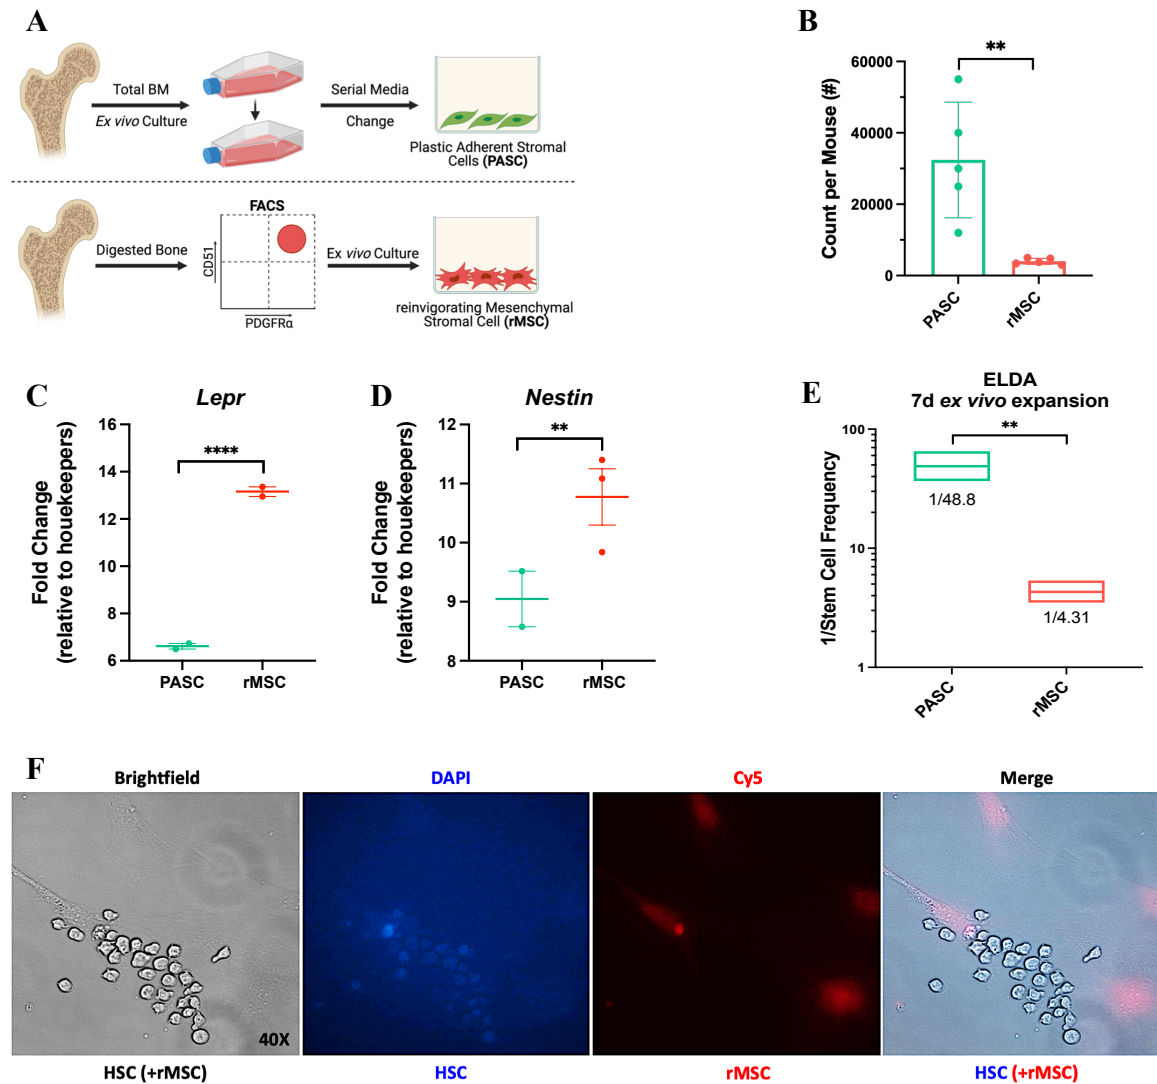 A
Total BM
Ex vivo Culture
Serial Media
Change
Plastic Adherent Stromal
Cells (PASC)
Digested Bone
FACS
CD51
PDGFRα
Ex vivo Culture
reinvigorating Mesenchymal
Stromal Cell (rMSC)
B
**
Count per Mouse (#)
60000
40000
20000
0
PASC
rMSC
C
Lepr
****
Fold Change
(relative to houekeepers)
16
14
12
10
8
6
PASC
rMSC
D
Nestin
**
Fold Change
(relative to houekeepers)
12
11
10
9
8
PASC
rMSC
E
ELDA
7d ex vivo expansion
**
1/Stem Cell Frequency
100
10
1
1/48.8
1/4.31
PASC
rMSC
F
Brightfield
DAPI
Cy5
Merge
40X
HSC (+rMSC)
HSC
rMSC
HSC (+rMSC)